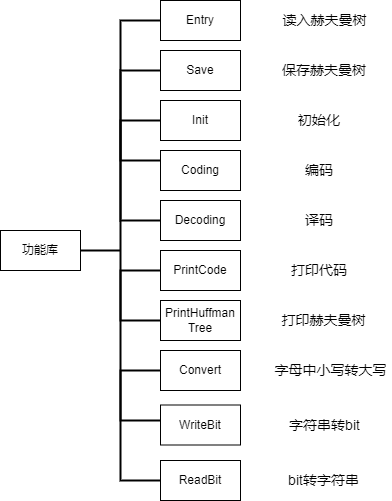 Entry 读入赫夫曼树
Save 保存赫夫曼树
Init 初始化
Coding 编码
Decoding 译码
功能库
PrintCode 打印代码
PrintHuffman
Tree 打印赫夫曼树
Convert 字母中小写转大写
WriteBit 字符串转bit
ReadBit bit转字符串